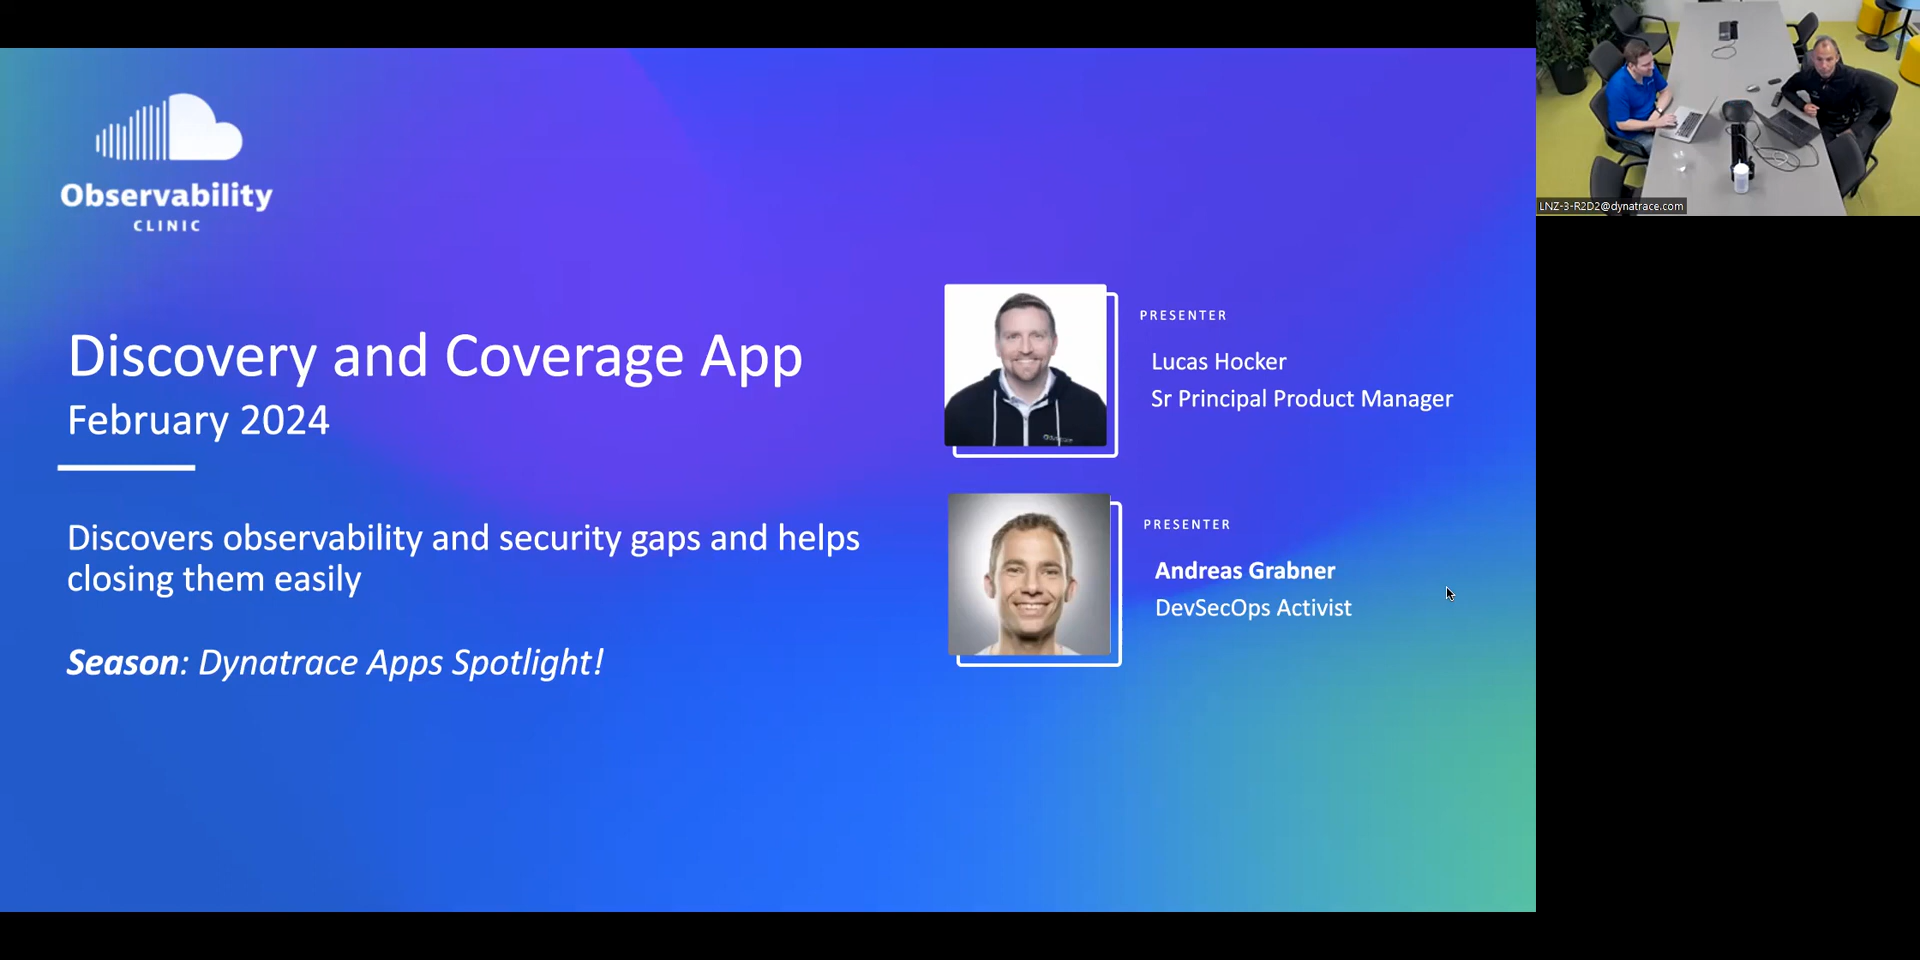 Observability
CLINIC
Discovery and Coverage App
February 2024
Discovers observability and security gaps and helps
closing them easily
Season: Dynatrace Apps Spotlight!
PRESENTER
Lucas Hocker
Sr Principal Product Manager
PRESENTER
Andreas Grabner
DevSecOps Activist
LNZ-3-R2D2@dynatrace.com